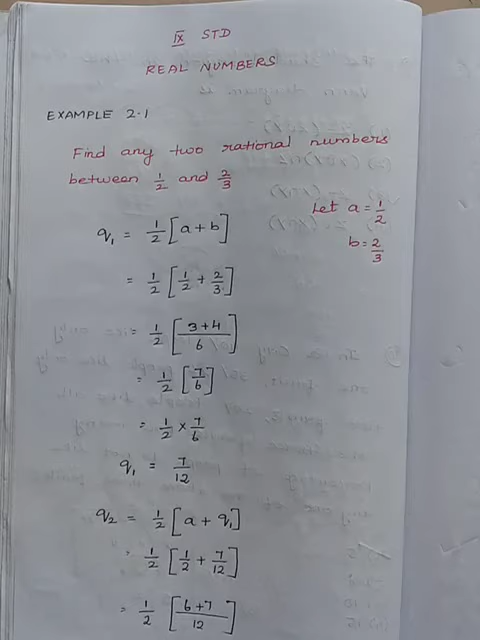 IX STD
REAL NUMBERS
EXAMPLE 2.1
Find any two rational numbers
between 1/2 and 2/3
Let a = 1/2
b = 2/3
q₁ = 1/2 [a + b]
= 1/2 [1/2 + 2/3]
= 1/2 [(3+4)/6]
= 1/2 [7/6]
= 1/2 × 7/6
q₁ = 7/12
q₂ = 1/2 [a + q₁]
= 1/2 [1/2 + 7/12]
= 1/2 [(6+7)/12]